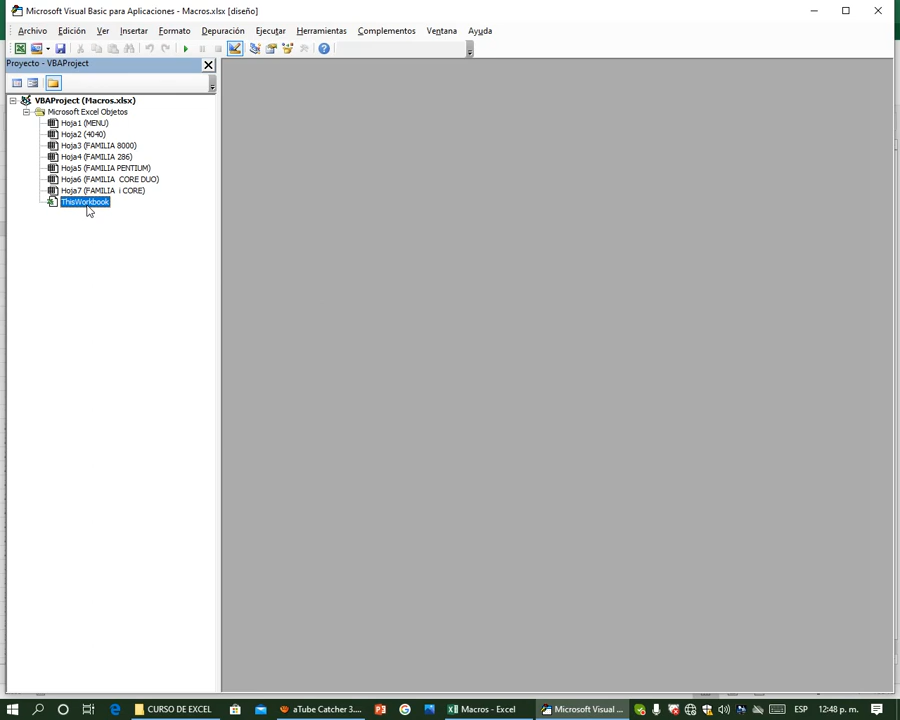 Microsoft Visual Basic para Aplicaciones - Macros.xlsx [diseño]
Archivo Edición Ver Insertar Formato Depuración Ejecutar Herramientas Complementos Ventana Ayuda
Proyecto - VBAProject
VBAProject (Macros.xlsx)
Microsoft Excel Objetos
Hoja1 (MENU)
Hoja2 (4040)
Hoja3 (FAMILIA 8000)
Hoja4 (FAMILIA 286)
Hoja5 (FAMILIA PENTIUM)
Hoja6 (FAMILIA CORE DUO)
Hoja7 (FAMILIA i CORE)
ThisWorkbook
CURSO DE EXCEL aTube Catcher 3.... Macros - Excel Microsoft Visual ... ESP 12:48 p. m.